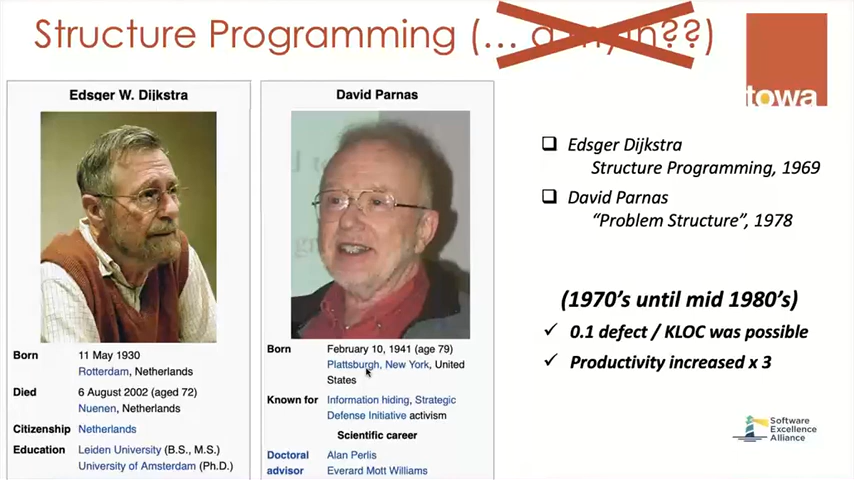 Structure Programming (... a myth??)
towa
Edsger W. Dijkstra
Born 11 May 1930
Rotterdam, Netherlands
Died 6 August 2002 (aged 72)
Nuenen, Netherlands
Citizenship Netherlands
Education Leiden University (B.S., M.S.)
University of Amsterdam (Ph.D.)
David Parnas
Born February 10, 1941 (age 79)
Plattsburgh, New York, United
States
Known for Information hiding, Strategic
Defense Initiative activism
Scientific career
Doctoral Alan Perlis
advisor Everard Mott Williams
Edsger Dijkstra
Structure Programming, 1969
David Parnas
“Problem Structure”, 1978
(1970’s until mid 1980’s)
0.1 defect / KLOC was possible
Productivity increased x 3
Software
Excellence
Alliance